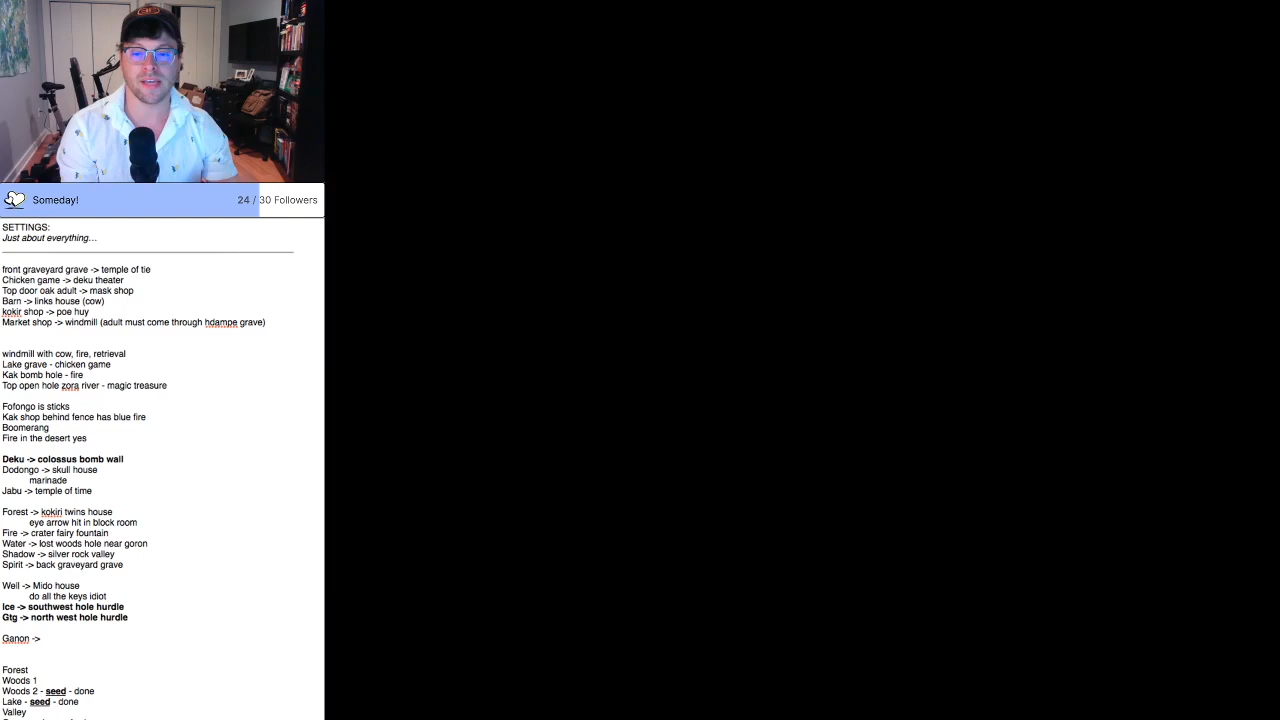 Someday!
24 / 30 Followers
SETTINGS:
Just about everything...
front graveyard grave -> temple of tie
Chicken game -> deku theater
Top door oak adult -> mask shop
Barn -> links house (cow)
kokir shop -> poe huy
Market shop -> windmill (adult must come through hdampe grave)
windmill with cow, fire, retrieval
Lake grave - chicken game
Kak bomb hole - fire
Top open hole zora river - magic treasure
Fofongo is sticks
Kak shop behind fence has blue fire
Boomerang
Fire in the desert yes
Deku -> colossus bomb wall
Dodongo -> skull house
marinade
Jabu -> temple of time
Forest -> kokiri twins house
eye arrow hit in block room
Fire -> crater fairy fountain
Water -> lost woods hole near goron
Shadow -> silver rock valley
Spirit -> back graveyard grave
Well -> Mido house
do all the keys idiot
Ice -> southwest hole hurdle
Gtg -> north west hole hurdle
Ganon ->
Forest
Woods 1
Woods 2 - seed - done
Lake - seed - done
Valley